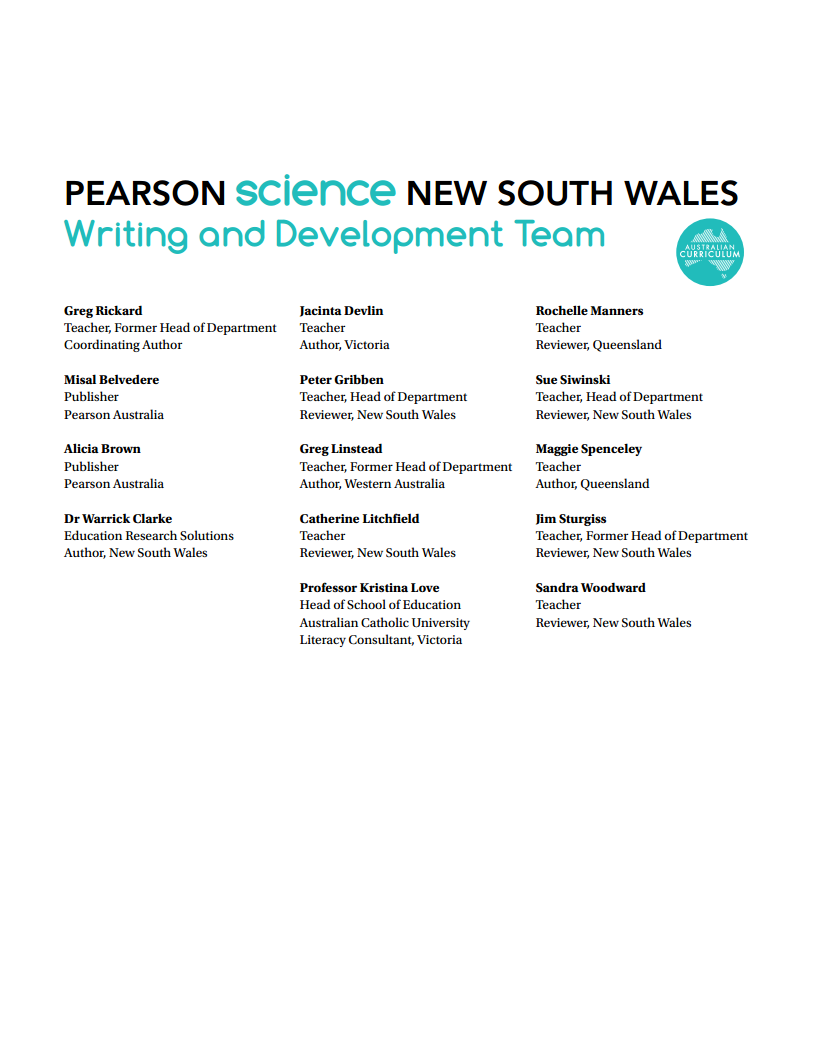 PEARSON science NEW SOUTH WALES
Writing and Development Team
AUSTRALIAN
CURRICULUM
Greg Rickard
Teacher, Former Head of Department
Coordinating Author
Misal Belvedere
Publisher
Pearson Australia
Alicia Brown
Publisher
Pearson Australia
Dr Warrick Clarke
Education Research Solutions
Author, New South Wales
Jacinta Devlin
Teacher
Author, Victoria
Peter Gribben
Teacher, Head of Department
Reviewer, New South Wales
Greg Linstead
Teacher, Former Head of Department
Author, Western Australia
Catherine Litchfield
Teacher
Reviewer, New South Wales
Professor Kristina Love
Head of School of Education
Australian Catholic University
Literacy Consultant, Victoria
Rochelle Manners
Teacher
Reviewer, Queensland
Sue Siwinski
Teacher, Head of Department
Reviewer, New South Wales
Maggie Spenceley
Teacher
Author, Queensland
Jim Sturgiss
Teacher, Former Head of Department
Reviewer, New South Wales
Sandra Woodward
Teacher
Reviewer, New South Wales